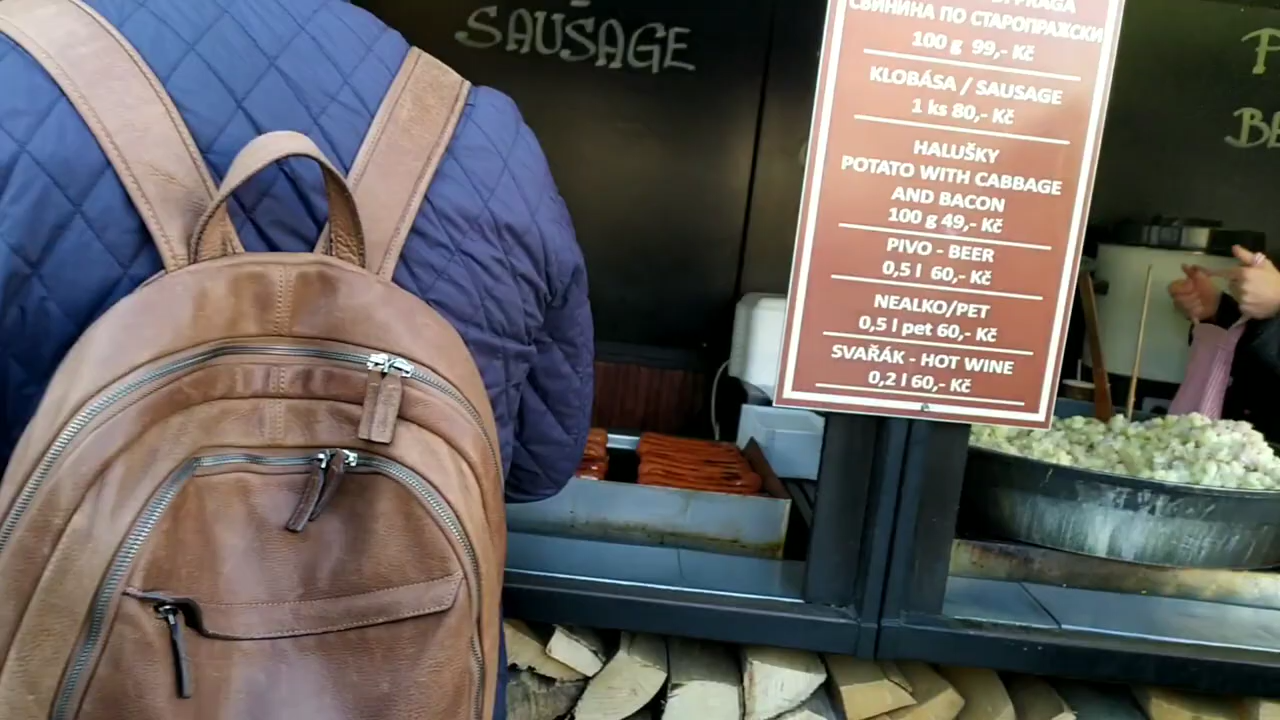 SAUSAGE
PRAGA
СВИНИНА ПО СТАРОПРАЖСКИ
100 g 99,- Kč
KLOBÁSA / SAUSAGE
1 ks 80,- Kč
HALUŠKY
POTATO WITH CABBAGE
AND BACON
100 g 49,- Kč
PIVO - BEER
0,5 l 60,- Kč
NEALKO/PET
0,5 l pet 60,- Kč
SVAŘÁK - HOT WINE
0,2 l 60,- Kč